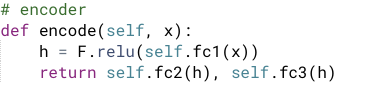 # encoder
def encode(self, x):
    h = F.relu(self.fc1(x))
    return self.fc2(h), self.fc3(h)